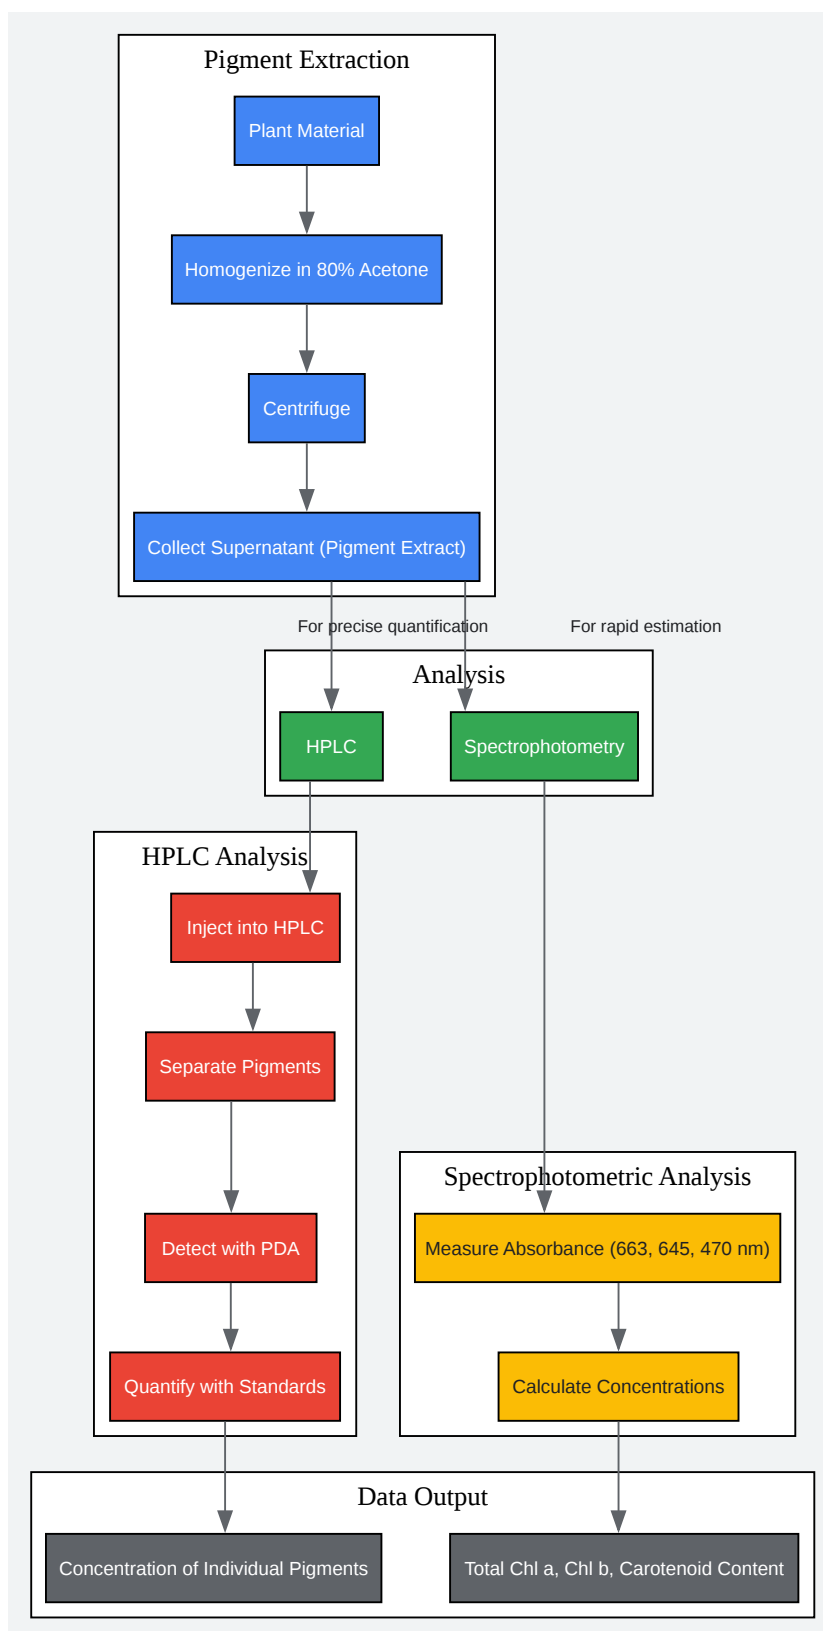 Pigment Extraction
Plant Material
Homogenize in 80% Acetone
Centrifuge
Collect Supernatant (Pigment Extract)
For precise quantification
For rapid estimation
Analysis
HPLC
Spectrophotometry
HPLC Analysis
Inject into HPLC
Separate Pigments
Detect with PDA
Quantify with Standards
Spectrophotometric Analysis
Measure Absorbance (663, 645, 470 nm)
Calculate Concentrations
Data Output
Concentration of Individual Pigments
Total Chl a, Chl b, Carotenoid Content